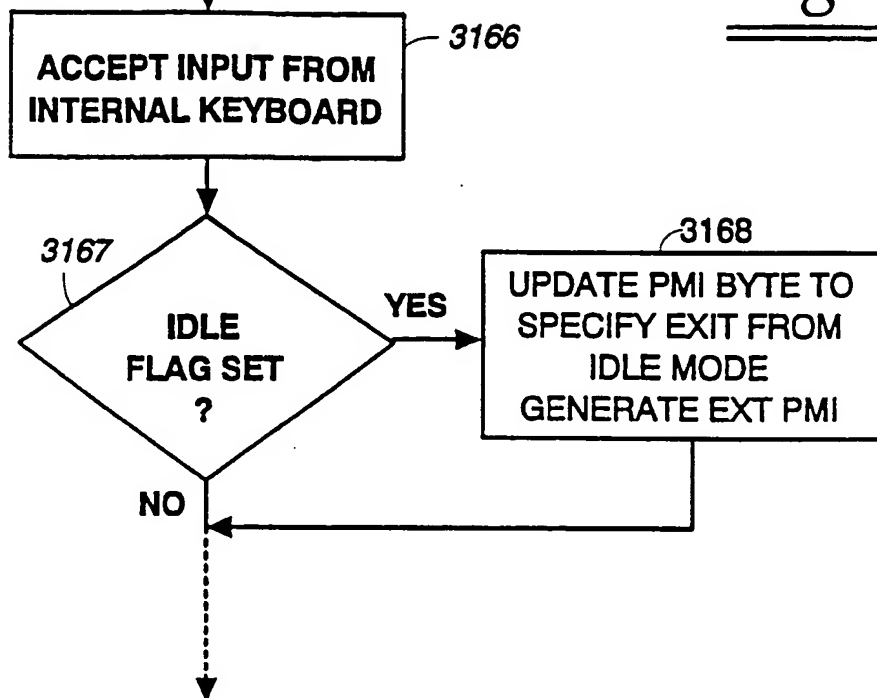 3166
ACCEPT INPUT FROM
INTERNAL KEYBOARD
3167
IDLE
FLAG SET
?
YES
3168
UPDATE PMI BYTE TO
SPECIFY EXIT FROM
IDLE MODE
GENERATE EXT PMI
NO